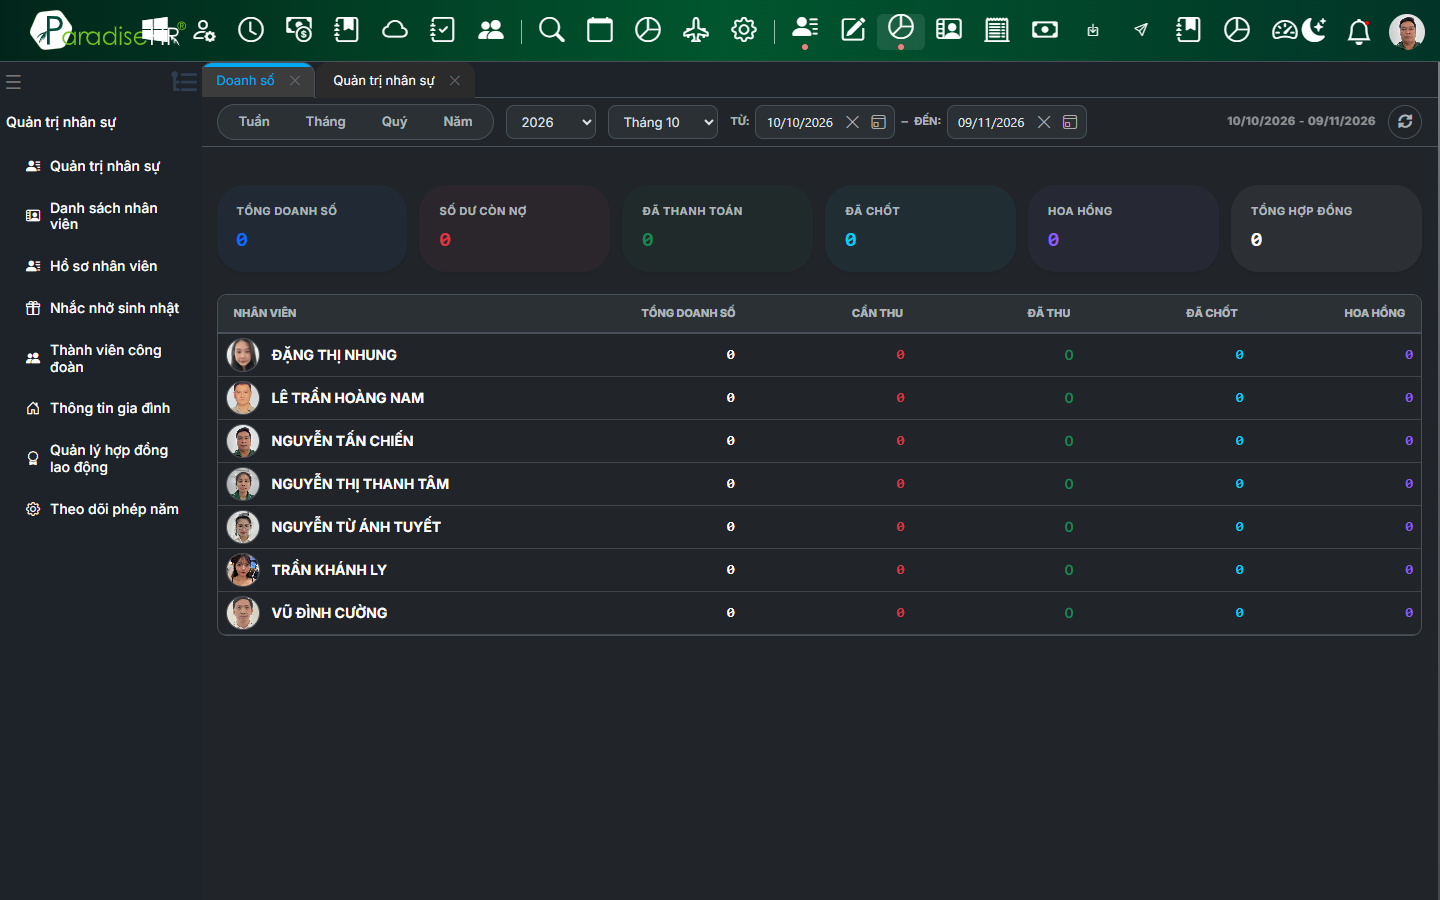 ParadiseHR®
Doanh số
Quản trị nhân sự
Quản trị nhân sự
Quản trị nhân sự
Danh sách nhân
viên
Hồ sơ nhân viên
Nhắc nhở sinh nhật
Thành viên công
đoàn
Thông tin gia đình
Quản lý hợp đồng
lao động
Theo dõi phép năm
Tuần Tháng Quý Năm 2026 Tháng 10 TỪ: 10/10/2026 – ĐẾN: 09/11/2026 10/10/2026 - 09/11/2026
TỔNG DOANH SỐ SỐ DƯ CÒN NỢ ĐÃ THANH TOÁN ĐÃ CHỐT HOA HỒNG TỔNG HỢP ĐỒNG
0 0 0 0 0 0
NHÂN VIÊN TỔNG DOANH SỐ CẦN THU ĐÃ THU ĐÃ CHỐT HOA HỒNG
ĐẶNG THỊ NHUNG 0 0 0 0 0
LÊ TRẦN HOÀNG NAM 0 0 0 0 0
NGUYỄN TẤN CHIẾN 0 0 0 0 0
NGUYỄN THỊ THANH TÂM 0 0 0 0 0
NGUYỄN TỪ ÁNH TUYẾT 0 0 0 0 0
TRẦN KHÁNH LY 0 0 0 0 0
VŨ ĐÌNH CƯỜNG 0 0 0 0 0